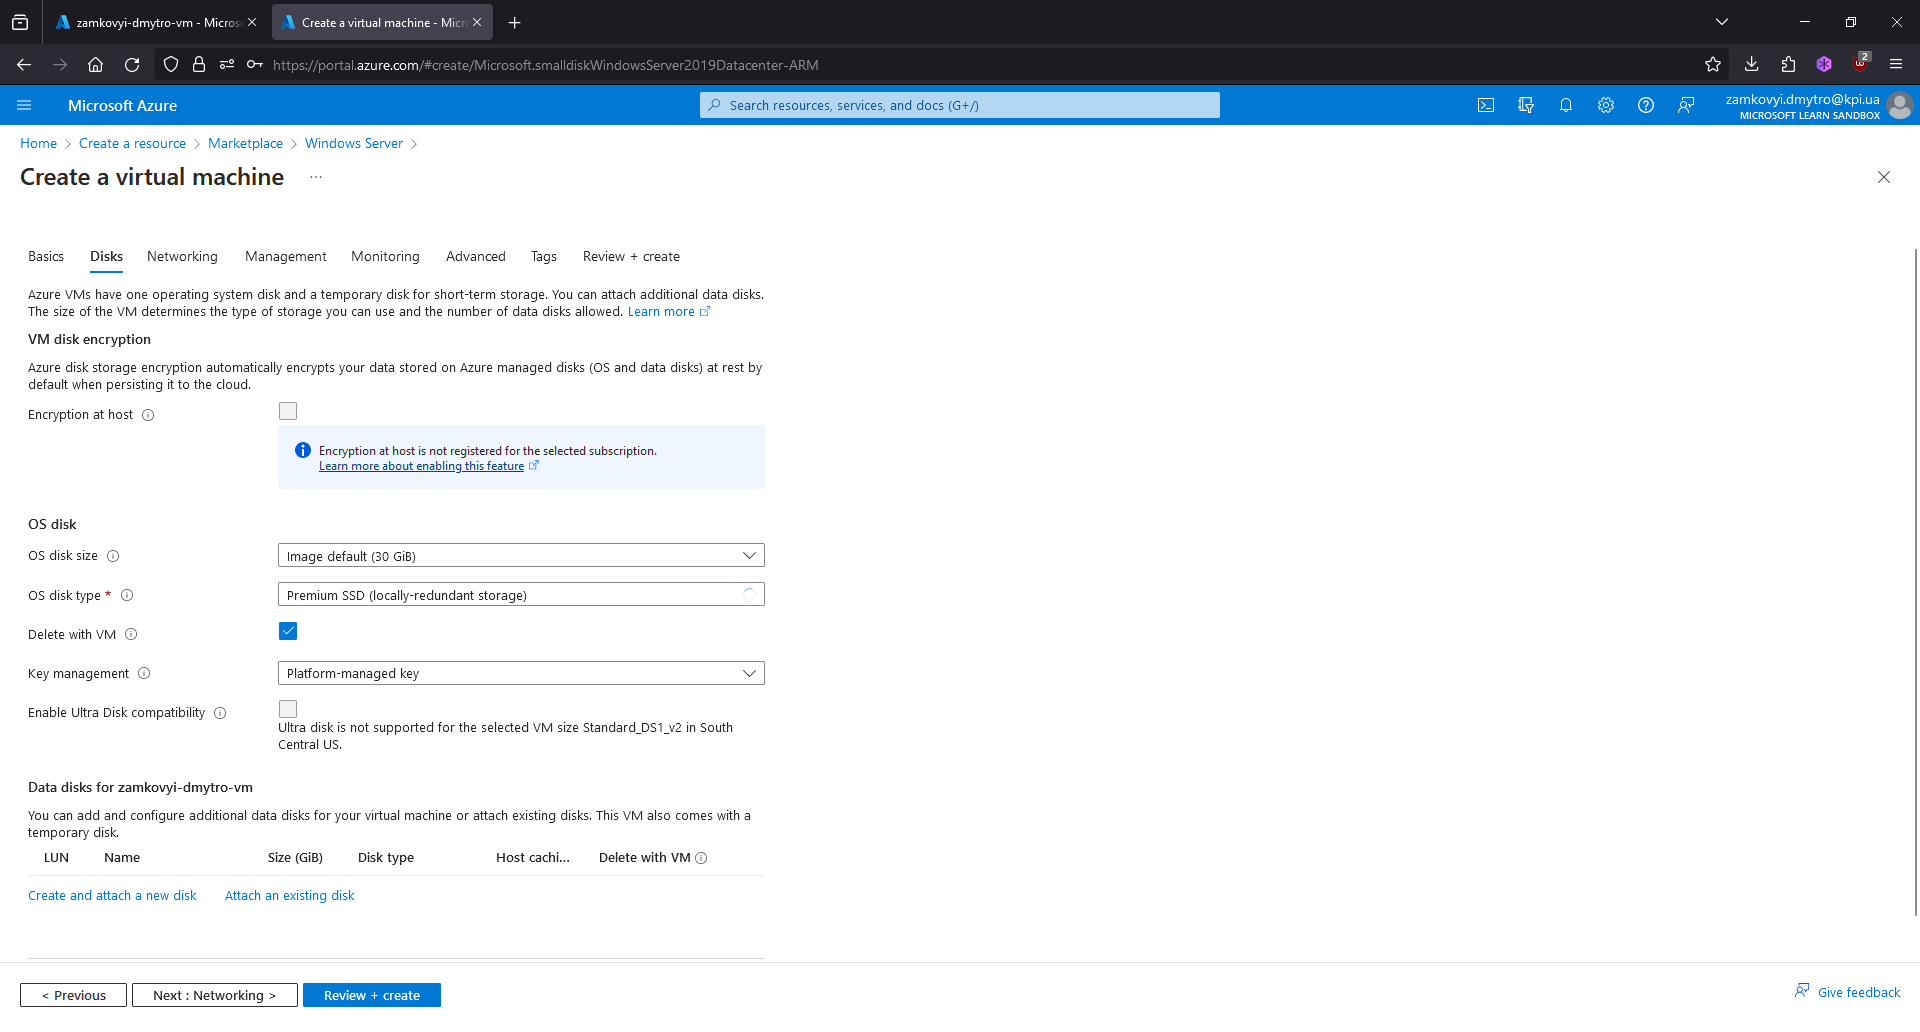 zamkovyi-dmytro-vm - Micros
Create a virtual machine - Micr
https://portal.azure.com/#create/Microsoft.smalldiskWindowsServer2019Datacenter-ARM
2
Microsoft Azure
Search resources, services, and docs (G+/)
zamkovyi.dmytro@kpi.ua
MICROSOFT LEARN SANDBOX
Home > Create a resource > Marketplace > Windows Server >
Create a virtual machine ...
Basics Disks Networking Management Monitoring Advanced Tags Review + create
Azure VMs have one operating system disk and a temporary disk for short-term storage. You can attach additional data disks.
The size of the VM determines the type of storage you can use and the number of data disks allowed. Learn more
VM disk encryption
Azure disk storage encryption automatically encrypts your data stored on Azure managed disks (OS and data disks) at rest by
default when persisting it to the cloud.
Encryption at host
Encryption at host is not registered for the selected subscription.
Learn more about enabling this feature
OS disk
OS disk size Image default (30 GiB)
OS disk type * Premium SSD (locally-redundant storage)
Delete with VM
Key management Platform-managed key
Enable Ultra Disk compatibility
Ultra disk is not supported for the selected VM size Standard_DS1_v2 in South
Central US.
Data disks for zamkovyi-dmytro-vm
You can add and configure additional data disks for your virtual machine or attach existing disks. This VM also comes with a
temporary disk.
LUN Name Size (GiB) Disk type Host cachi... Delete with VM
Create and attach a new disk Attach an existing disk
< Previous Next : Networking > Review + create
Give feedback